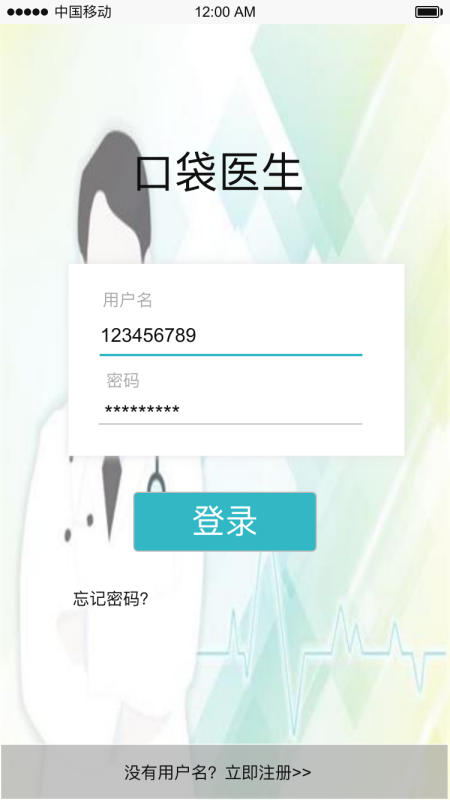 中国移动 12:00 AM
口袋医生
用户名
123456789
密码
*********
登录
忘记密码?
没有用户名? 立即注册>>